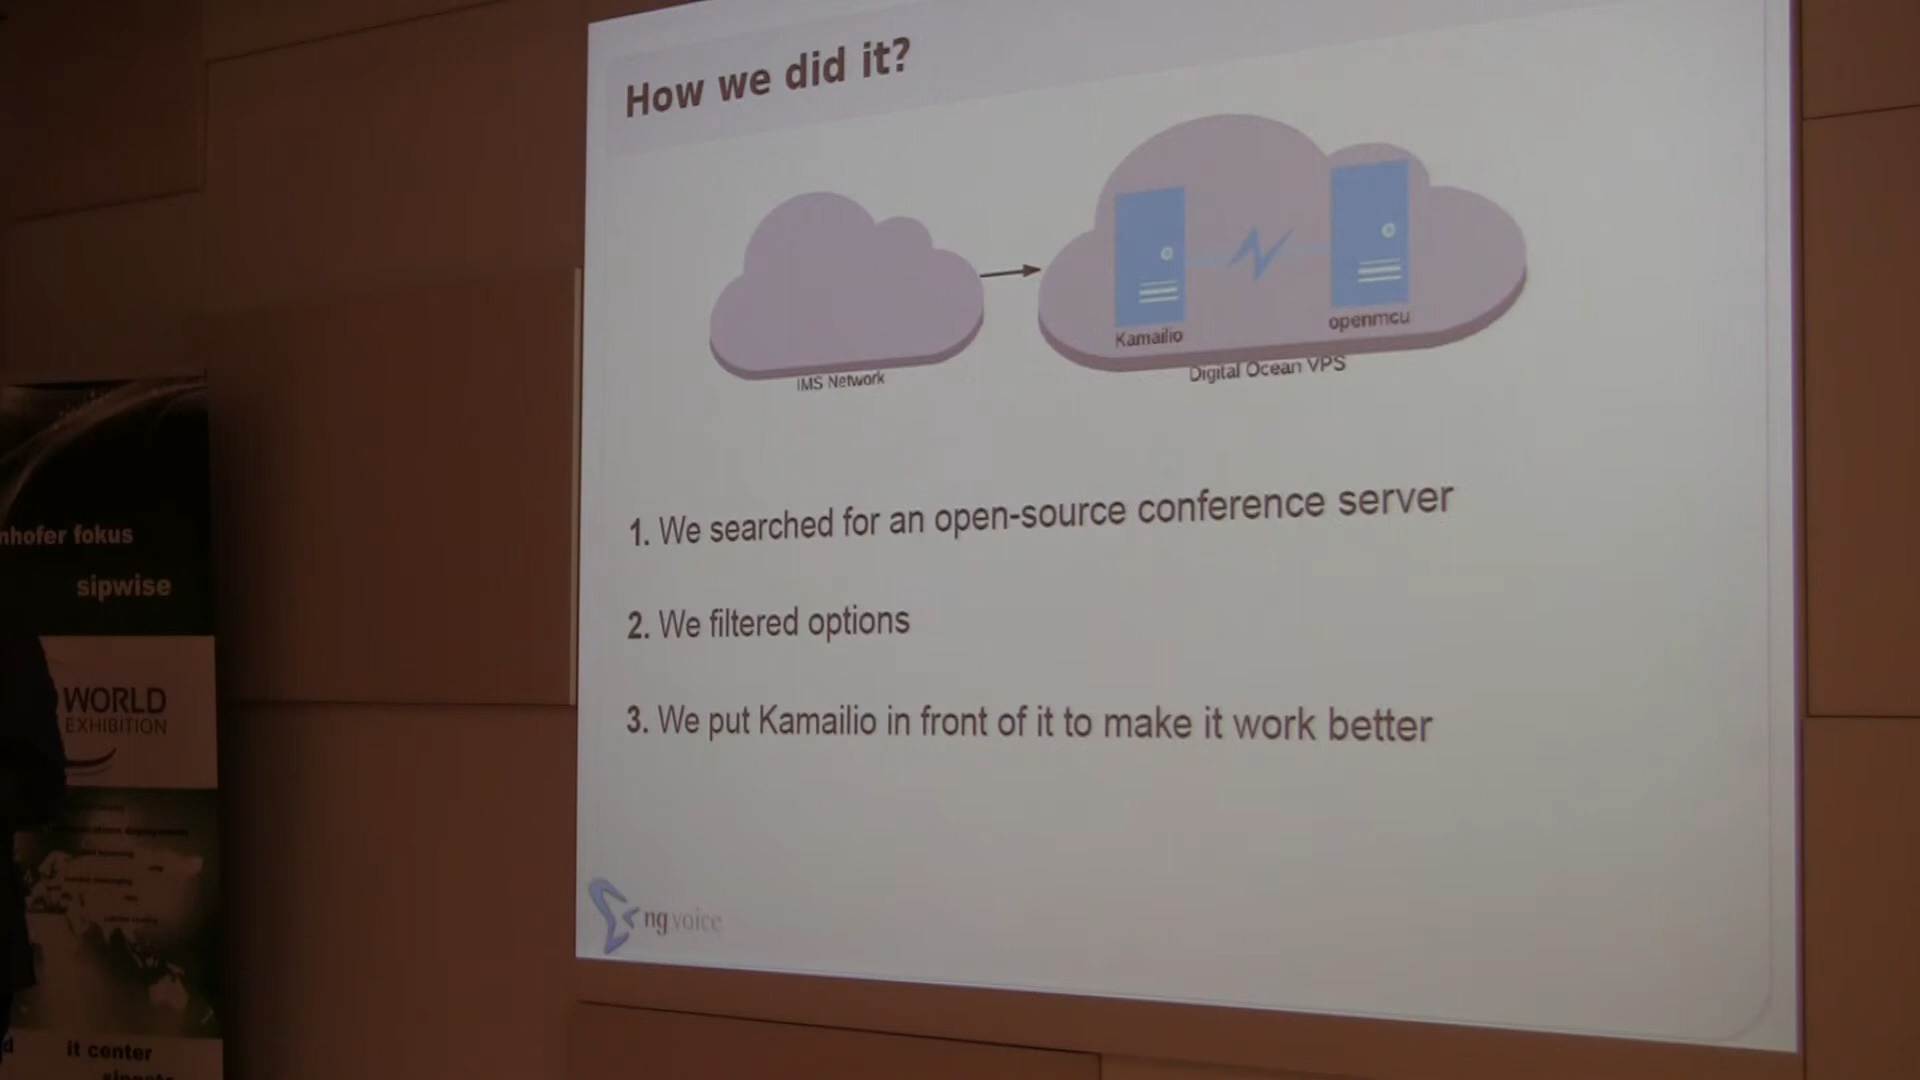 How we did it?
Kamailio
openmcu
IMS Network
Digital Ocean VPS
1. We searched for an open-source conference server
2. We filtered options
3. We put Kamailio in front of it to make it work better
ng voice
nhofer fokus
sipwise
WORLD
EXHIBITION
it center